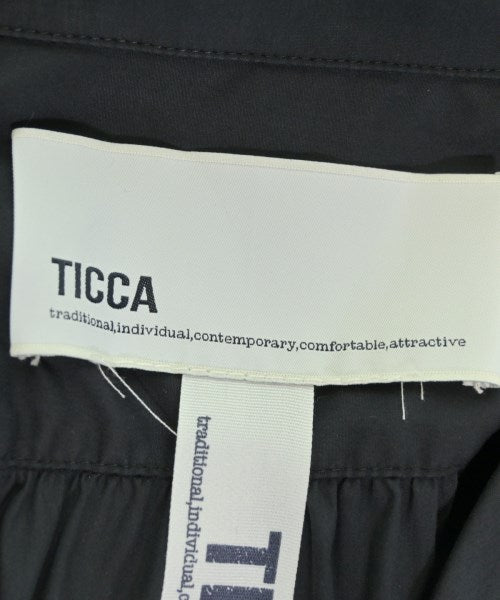 TICCA
traditional,individual,contemporary,comfortable,attractive
traditional,individual,c
TI